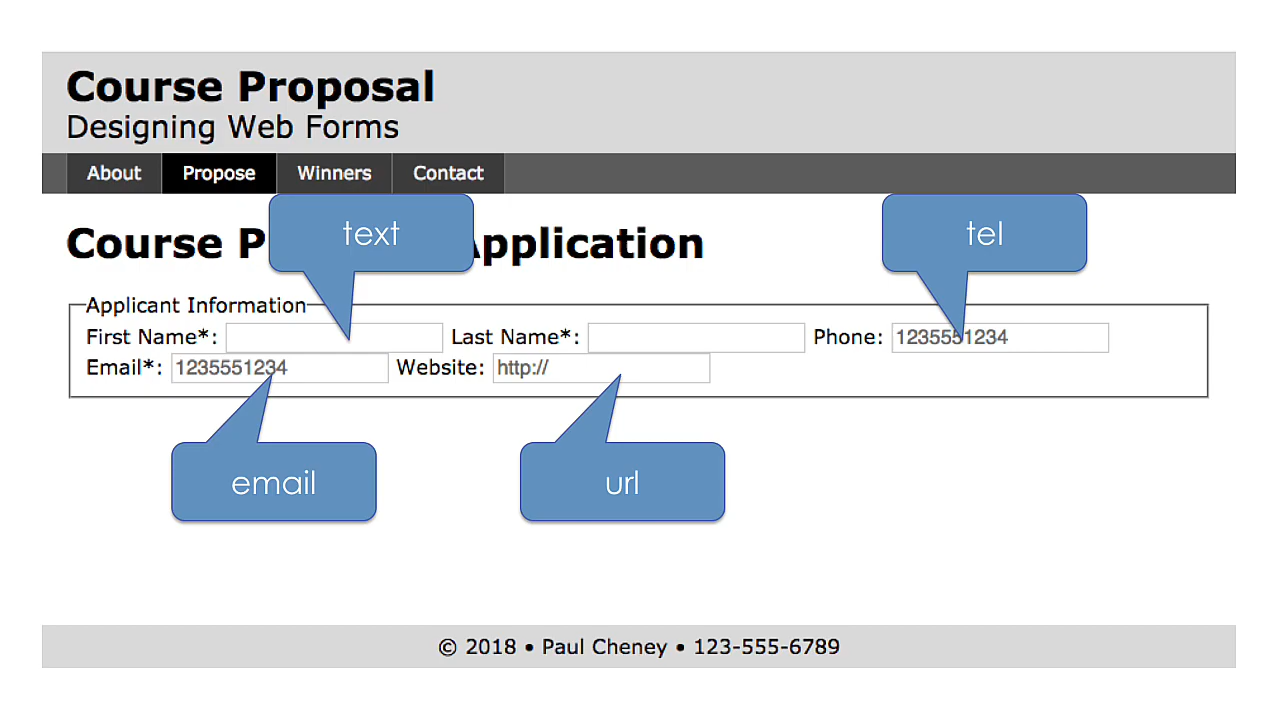 Course Proposal
Designing Web Forms
About Propose Winners Contact
text
tel
Course P pplication
Applicant Information
First Name*: Last Name*: Phone: 1235551234
Email*: 1235551234 Website: http://
email
url
© 2018 • Paul Cheney • 123-555-6789